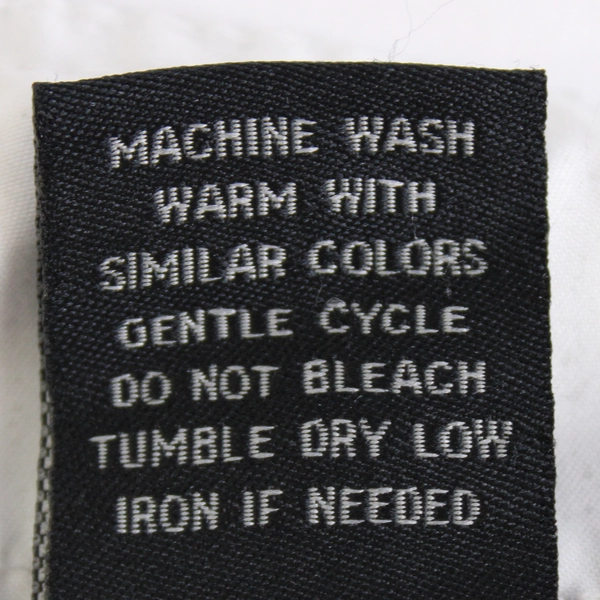 MACHINE WASH
WARM WITH
SIMILAR COLORS
GENTLE CYCLE
DO NOT BLEACH
TUMBLE DRY LOW
IRON IF NEEDED